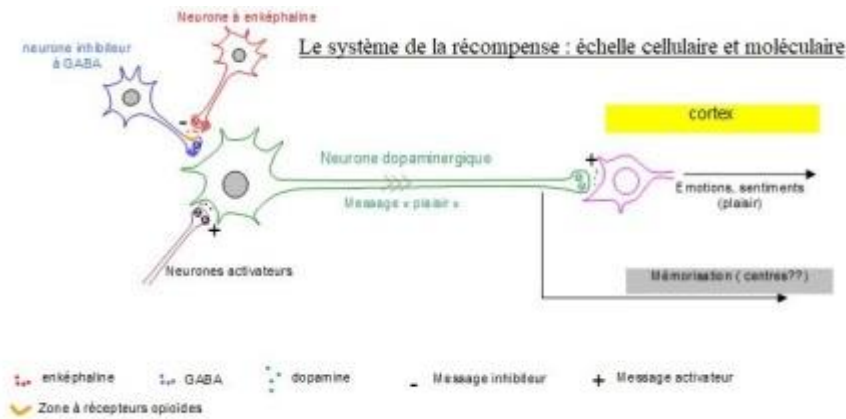 Neurone à enképhaline
neurone inhibiteur
à GABA
Le système de la récompense : échelle cellulaire et moléculaire
cortex
Neurone dopaminergique
Message « plaisir »
Emotions, sentiments
(plaisir)
Neurones activateurs
Mémorisation ( centres??)
enképhaline
GABA
dopamine
- Message inhibiteur
+ Message activateur
Zone à récepteurs opioïdes